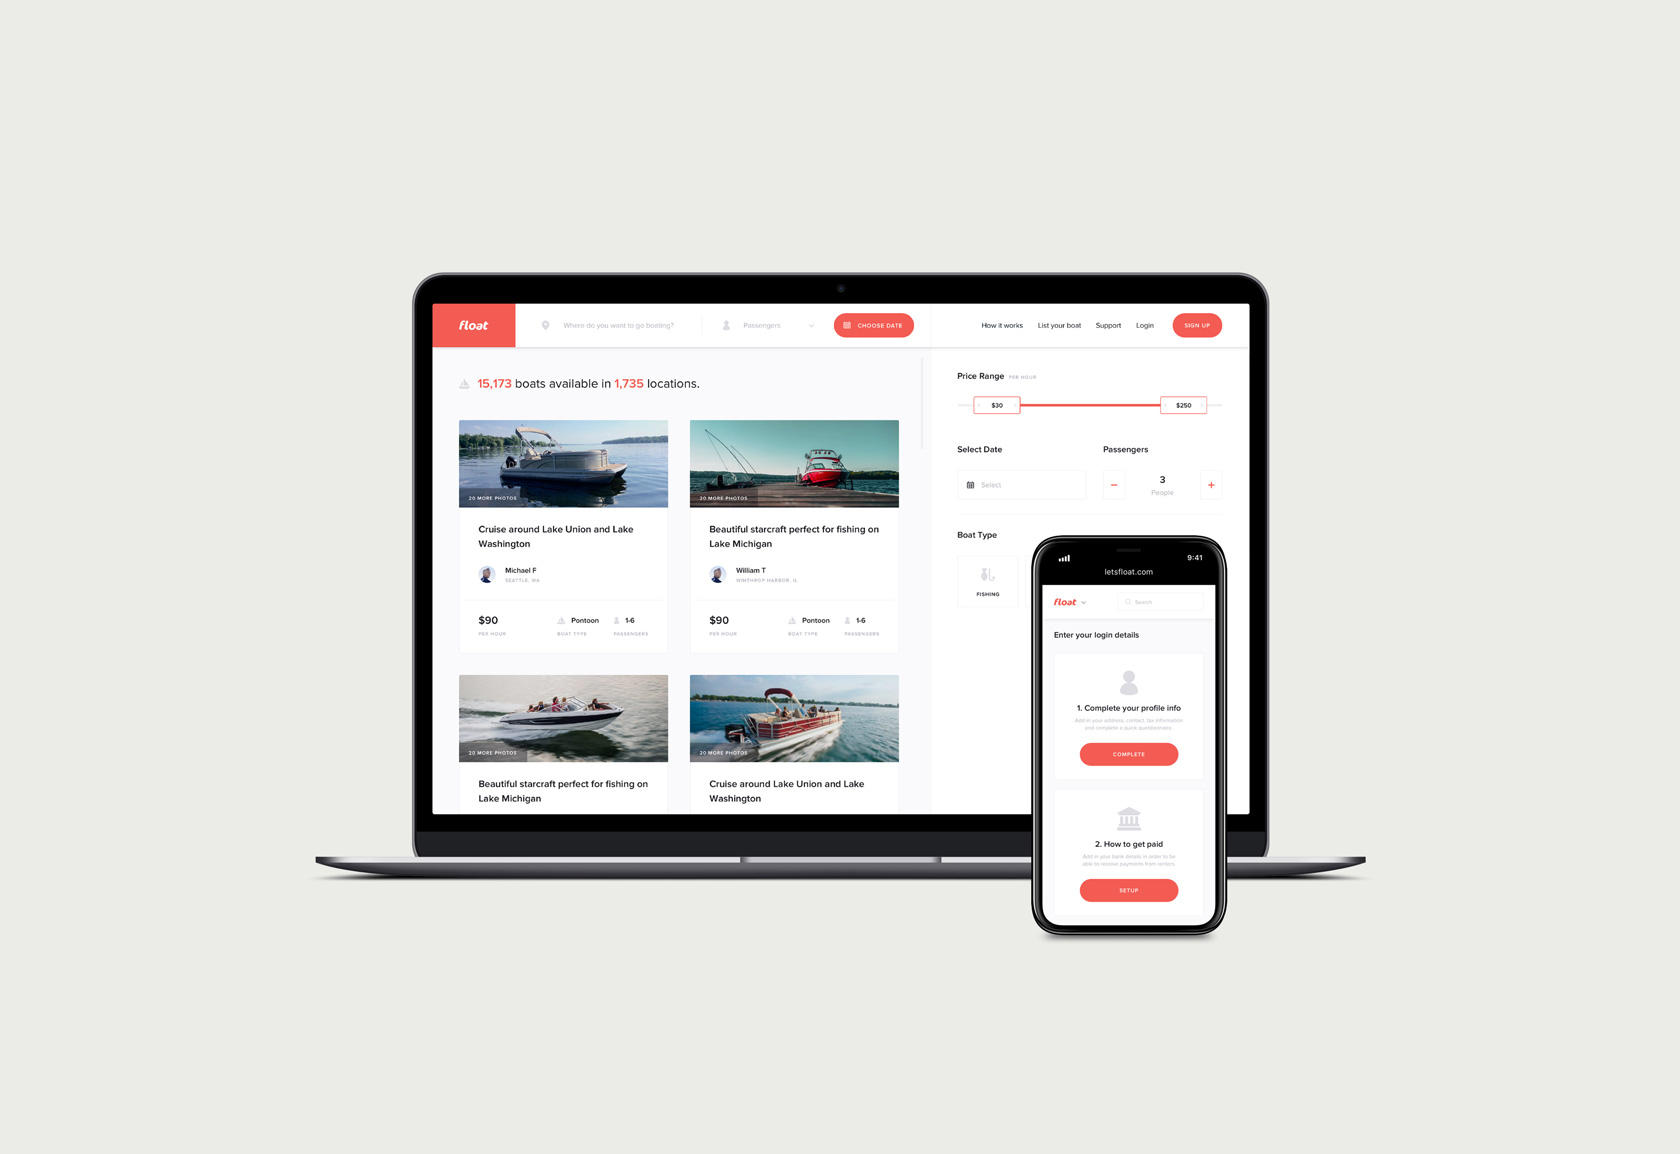 float
Where do you want to go boating?
Passengers
CHOOSE DATE
How it works
List your boat
Support
Login
SIGN UP
15,173 boats available in 1,735 locations.
20 MORE PHOTOS
Cruise around Lake Union and Lake
Washington
Michael F
SEATTLE, WA
$90
PER HOUR
Pontoon
BOAT TYPE
1-6
PASSENGERS
20 MORE PHOTOS
Beautiful starcraft perfect for fishing on
Lake Michigan
William T
WINTHROP HARBOR, IL
$90
PER HOUR
Pontoon
BOAT TYPE
1-6
PASSENGERS
20 MORE PHOTOS
Beautiful starcraft perfect for fishing on
Lake Michigan
20 MORE PHOTOS
Cruise around Lake Union and Lake
Washington
Price Range PER HOUR
$30
$250
Select Date
Select
Passengers
3
People
Boat Type
FISHING
9:41
letsfloat.com
float
Search
Enter your login details
1. Complete your profile info
Add in your address, contact, tax information
and complete a quick questionnaire
COMPLETE
2. How to get paid
Add in your bank details in order to be
able to receive payments from renters
SETUP